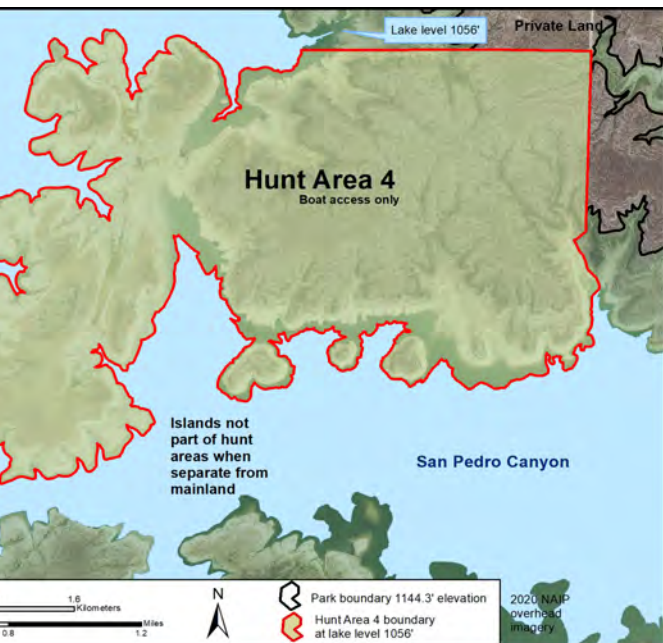 Private Land
Lake level 1056'
Hunt Area 4
Boat access only
Islands not
part of hunt
areas when
separate from
mainland
San Pedro Canyon
1.6
Kilometers
Miles
0.8
1.2
N
Park boundary 1144.3' elevation
Hunt Area 4 boundary
at lake level 1056'
2020 NAIP
overhead
imagery